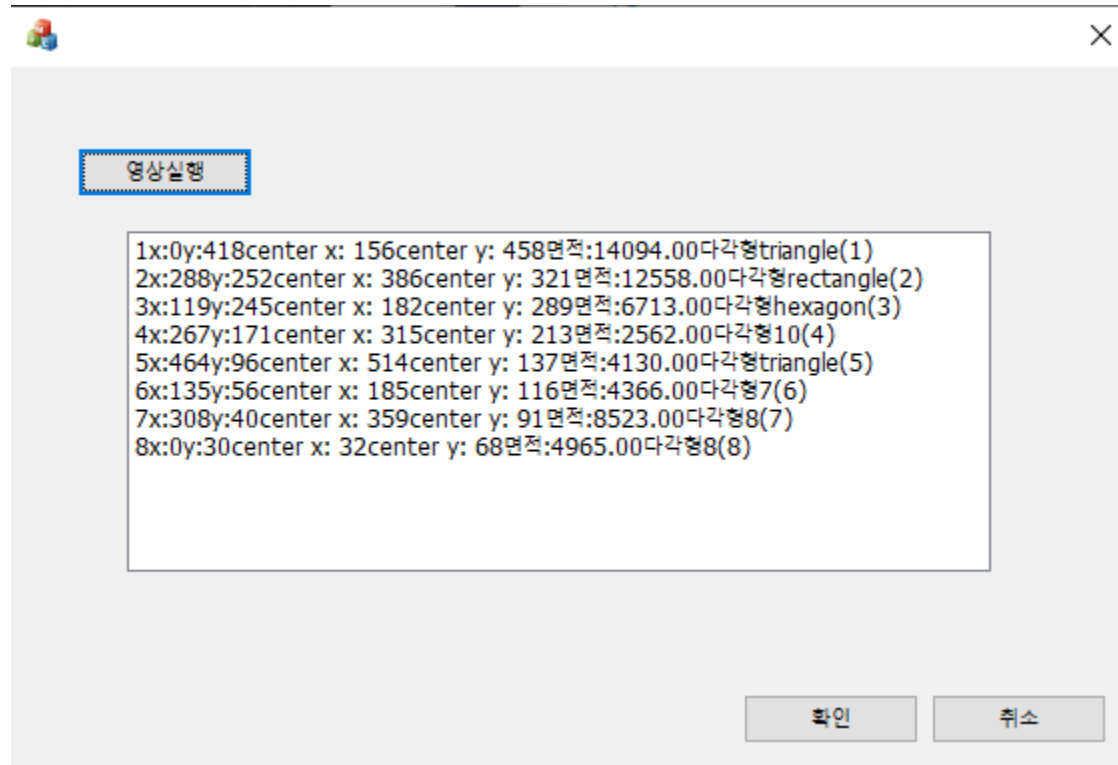 영상실행
1x:0y:418center x: 156center y: 458면적:14094.00다각형triangle(1)
2x:288y:252center x: 386center y: 321면적:12558.00다각형rectangle(2)
3x:119y:245center x: 182center y: 289면적:6713.00다각형hexagon(3)
4x:267y:171center x: 315center y: 213면적:2562.00다각형10(4)
5x:464y:96center x: 514center y: 137면적:4130.00다각형triangle(5)
6x:135y:56center x: 185center y: 116면적:4366.00다각형7(6)
7x:308y:40center x: 359center y: 91면적:8523.00다각형8(7)
8x:0y:30center x: 32center y: 68면적:4965.00다각형8(8)
확인 취소